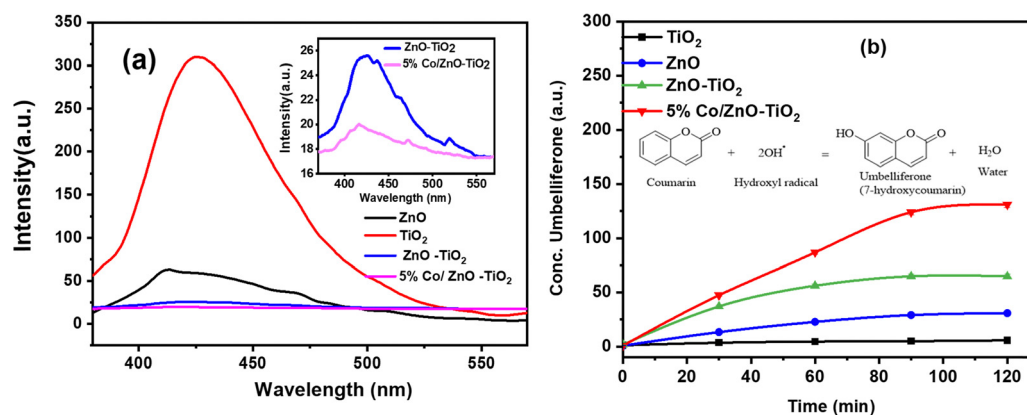 (a)
350
300
250
200
150
100
50
0
400
450
500
550
Intensity(a.u.)
Wavelength (nm)
ZnO
TiO₂
ZnO -TiO₂
5% Co/ ZnO -TiO₂
26
24
22
20
18
16
400
450
500
550
Intensity(a.u.)
Wavelength (nm)
ZnO-TiO2
5% Co/ZnO-TiO₂
(b)
300
250
200
150
100
50
0
0
20
40
60
80
100
120
Conc. Umbelliferone (a.u.)
Time (min)
TiO₂
ZnO
ZnO-TiO₂
5% Co/ZnO-TiO₂
O
O
+
2OH•
=
HO
O
O
+
H₂O
Coumarin
Hydroxyl radical
Umbelliferone
(7-hydroxycoumarin)
Water